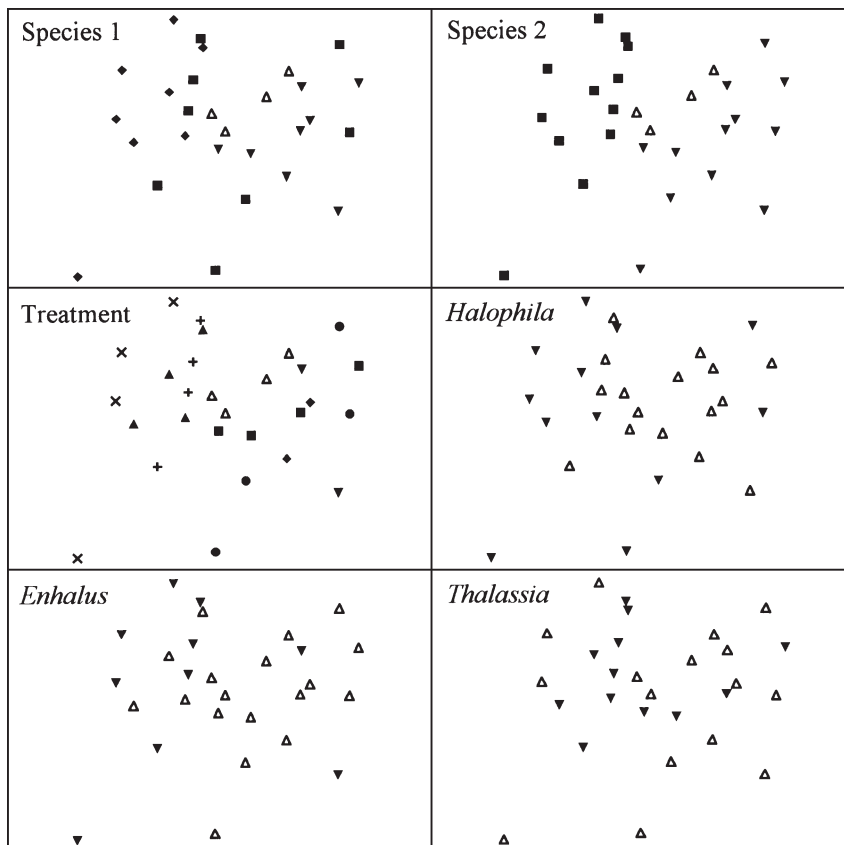 Species 1
Species 2
Treatment
Halophila
Enhalus
Thalassia